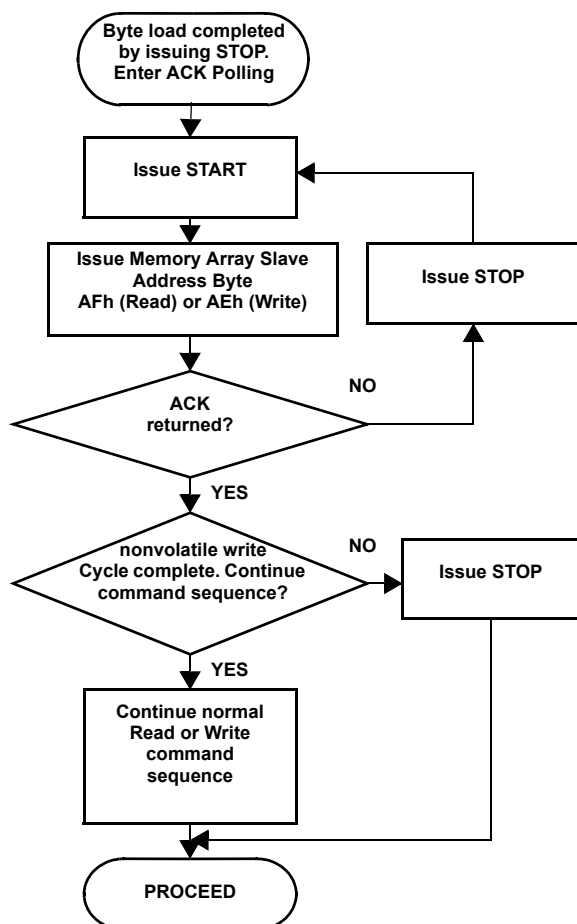 Byte load completed
by issuing STOP.
Enter ACK Polling
Issue START
Issue Memory Array Slave
Address Byte
AFh (Read) or AEh (Write)
Issue STOP
ACK
returned?
NO
YES
nonvolatile write
Cycle complete. Continue
command sequence?
NO
Issue STOP
YES
Continue normal
Read or Write
command
sequence
PROCEED